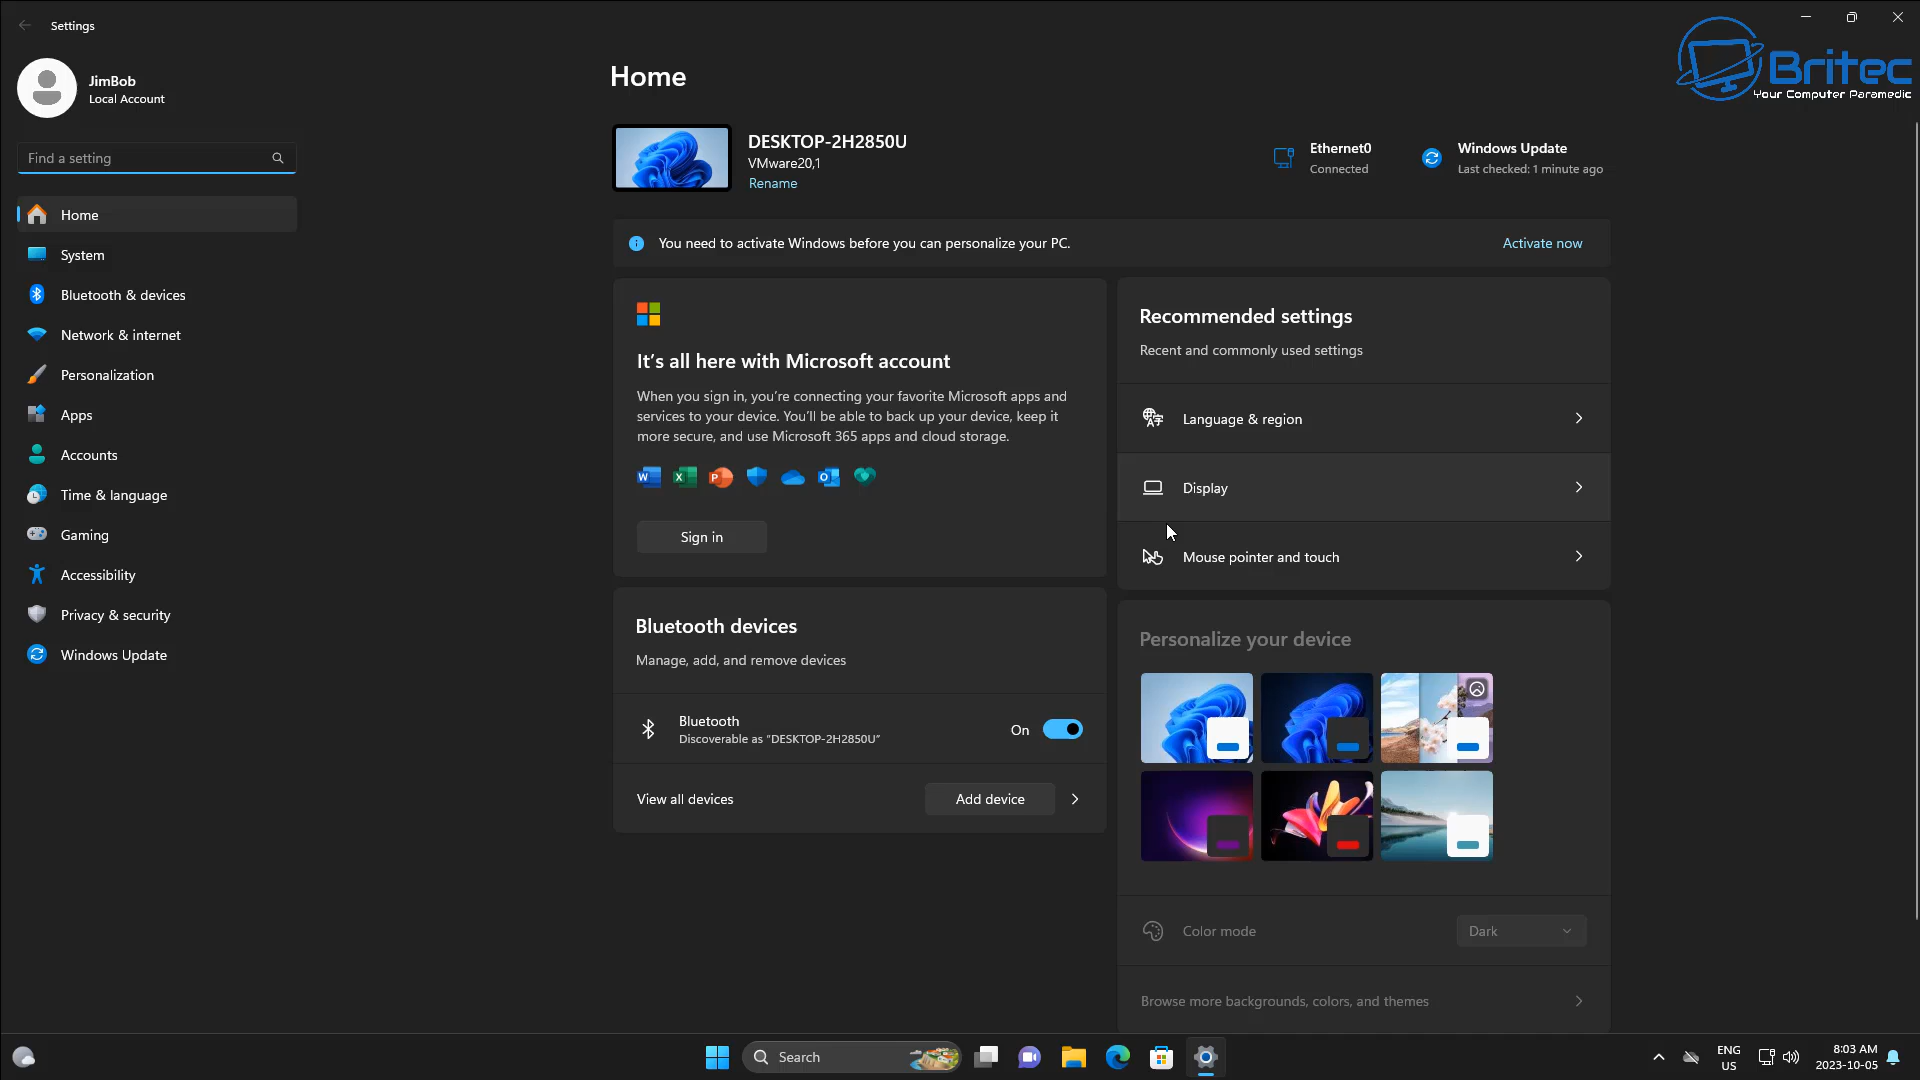 Settings
JimBob
Local Account
Find a setting
Home
System
Bluetooth & devices
Network & internet
Personalization
Apps
Accounts
Time & language
Gaming
Accessibility
Privacy & security
Windows Update
Home
Britec
Your Computer Paramedic
DESKTOP-2H2850U
VMware20,1
Rename
Ethernet0
Connected
Windows Update
Last checked: 1 minute ago
You need to activate Windows before you can personalize your PC.
Activate now
It's all here with Microsoft account
When you sign in, you're connecting your favorite Microsoft apps and
services to your device. You'll be able to back up your device, keep it
more secure, and use Microsoft 365 apps and cloud storage.
W X P O
Sign in
Bluetooth devices
Manage, add, and remove devices
Bluetooth
Discoverable as "DESKTOP-2H2850U"
On
View all devices
Add device
Recommended settings
Recent and commonly used settings
Language & region
Display
Mouse pointer and touch
Personalize your device
Color mode
Dark
Browse more backgrounds, colors, and themes
Search
ENG
US
8:03 AM
2023-10-05